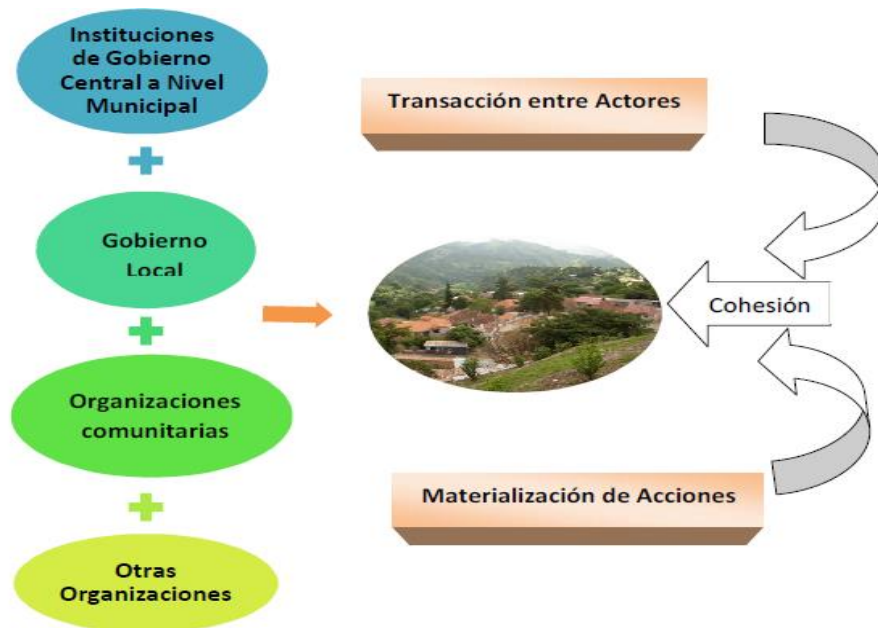 Instituciones
de Gobierno
Central a Nivel
Municipal
Gobierno
Local
Organizaciones
comunitarias
Otras
Organizaciones
Transacción entre Actores
Cohesión
Materialización de Acciones